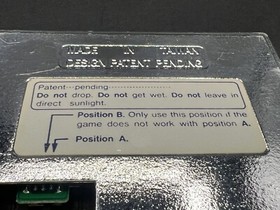 MADE IN TAIWAN
DESIGN PATENT PENDING
Patent---pending---
Do not drop. Do not get wet. Do not leave in
direct sunlight.
Position B. Only use this position if the
game does not work with position A.
Position A.